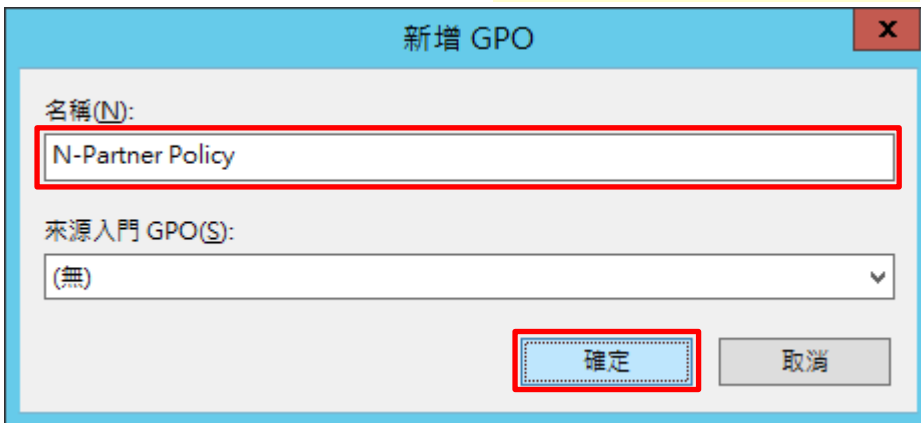 新增 GPO
x
名稱(N):
N-Partner Policy
來源入門 GPO(S):
(無)
確定
取消